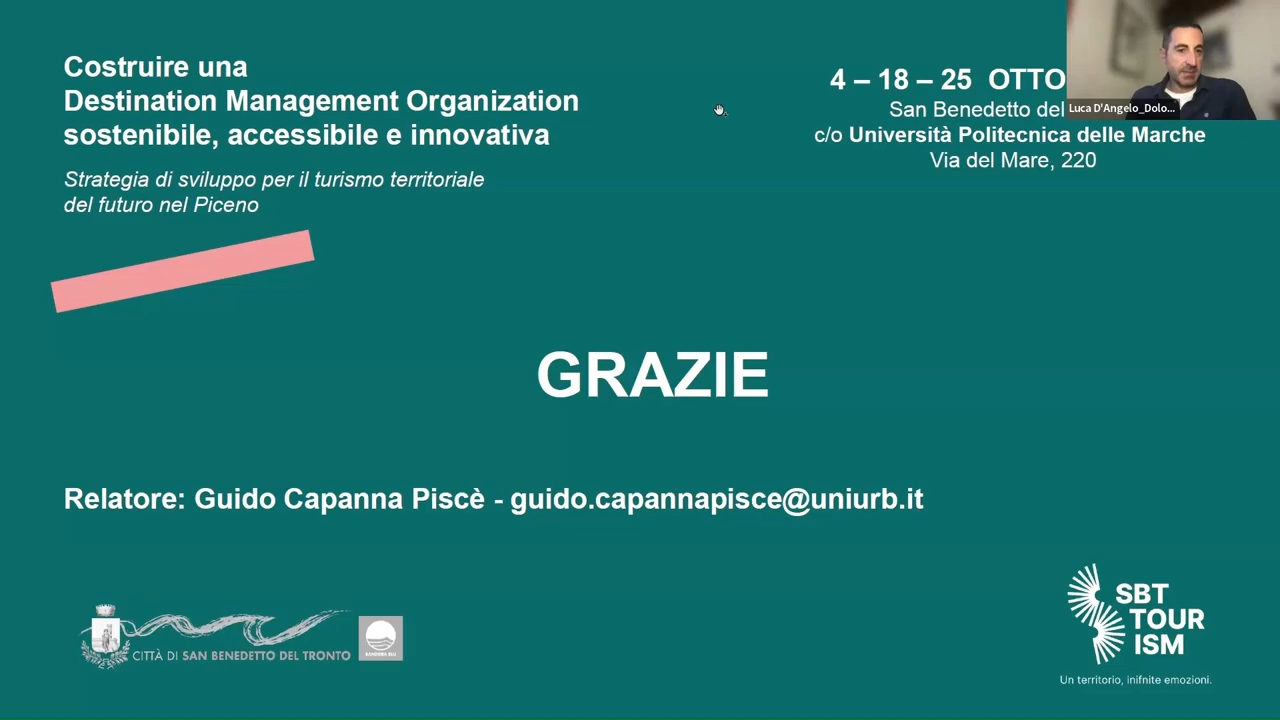 Costruire una
Destination Management Organization
sostenibile, accessibile e innovativa
Strategia di sviluppo per il turismo territoriale
del futuro nel Piceno
4 – 18 – 25 OTTO
San Benedetto del
c/o Università Politecnica delle Marche
Via del Mare, 220
Luca D'Angelo_Dolo...
GRAZIE
Relatore: Guido Capanna Piscè - guido.capannapisce@uniurb.it
CITTÀ DI SAN BENEDETTO DEL TRONTO
SBT
TOUR
ISM
Un territorio, inifnite emozioni.